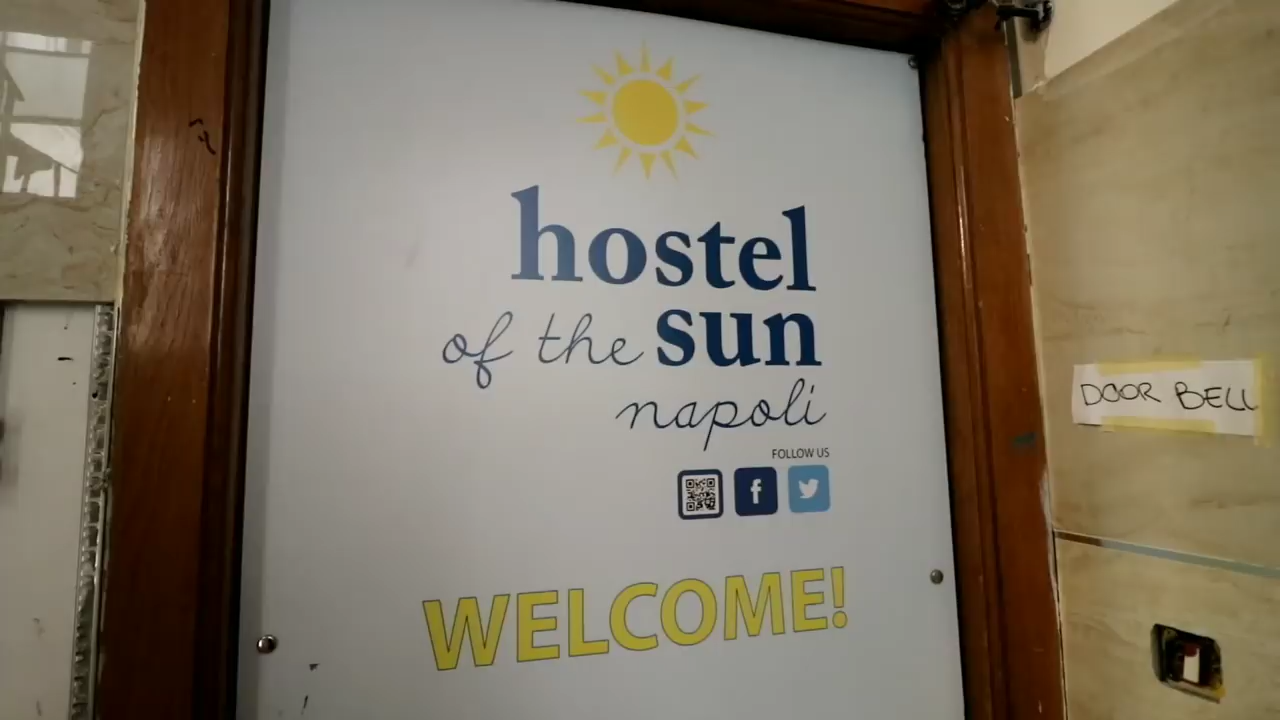 hostel
of the sun
napoli
FOLLOW US
f
WELCOME!
DOOR BELL